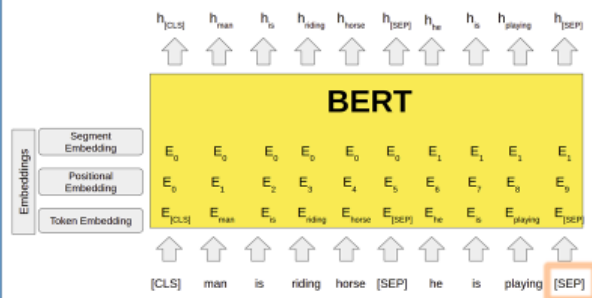 h[CLS] hman his hriding hhorse h[SEP] hhe his hplaying h[SEP]
BERT
Embeddings
Segment Embedding E0 E0 E0 E0 E0 E0 E1 E1 E1 E1
Positional Embedding E0 E1 E2 E3 E4 E5 E6 E7 E8 E9
Token Embedding E[CLS] Eman Eis Eriding Ehorse E[SEP] Ehe Eis Eplaying E[SEP]
[CLS] man is riding horse [SEP] he is playing [SEP]